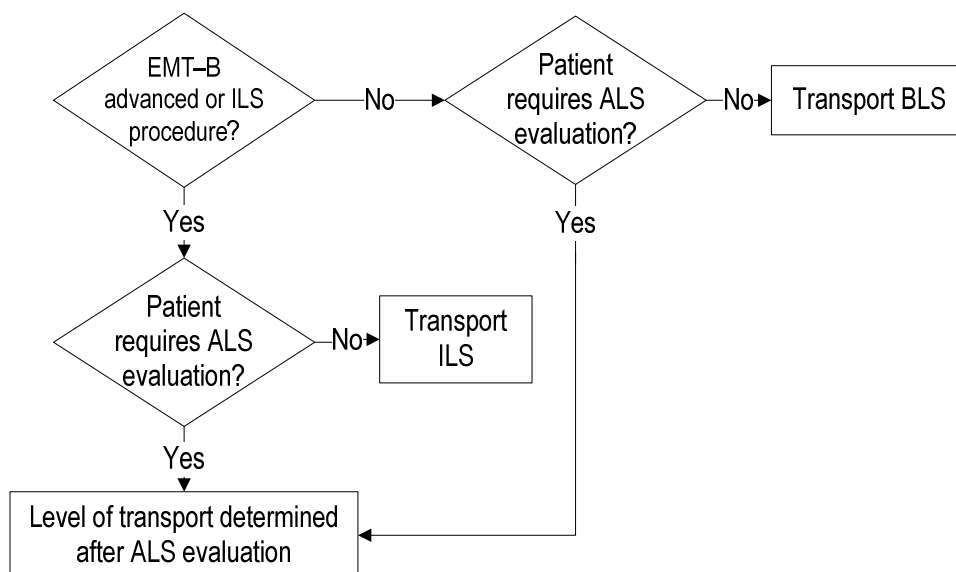 EMT–B
advanced or ILS
procedure?
No
Patient
requires ALS
evaluation?
No
Transport BLS
Yes
Yes
Patient
requires ALS
evaluation?
No
Transport
ILS
Yes
Level of transport determined
after ALS evaluation